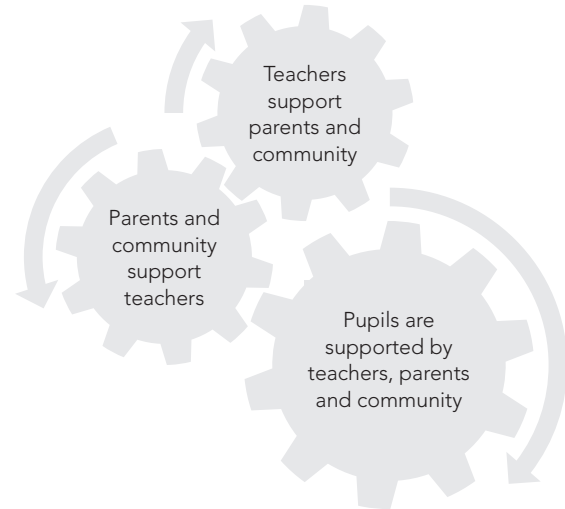 Teachers
support
parents and
community
Parents and
community
support
teachers
Pupils are
supported by
teachers, parents
and community